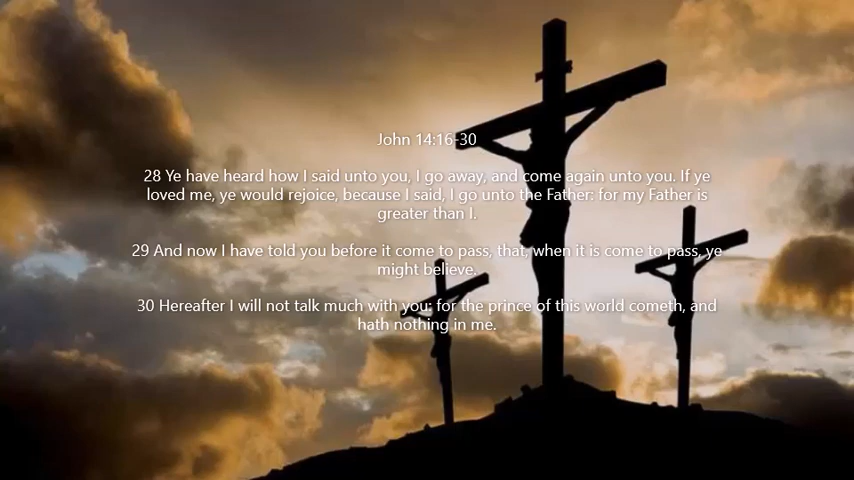 John 14:16-30
28 Ye have heard how I said unto you, I go away, and come again unto you. If ye
loved me, ye would rejoice, because I said, I go unto the Father: for my Father is
greater than I.
29 And now I have told you before it come to pass, that, when it is come to pass, ye
might believe.
30 Hereafter I will not talk much with you: for the prince of this world cometh, and
hath nothing in me.